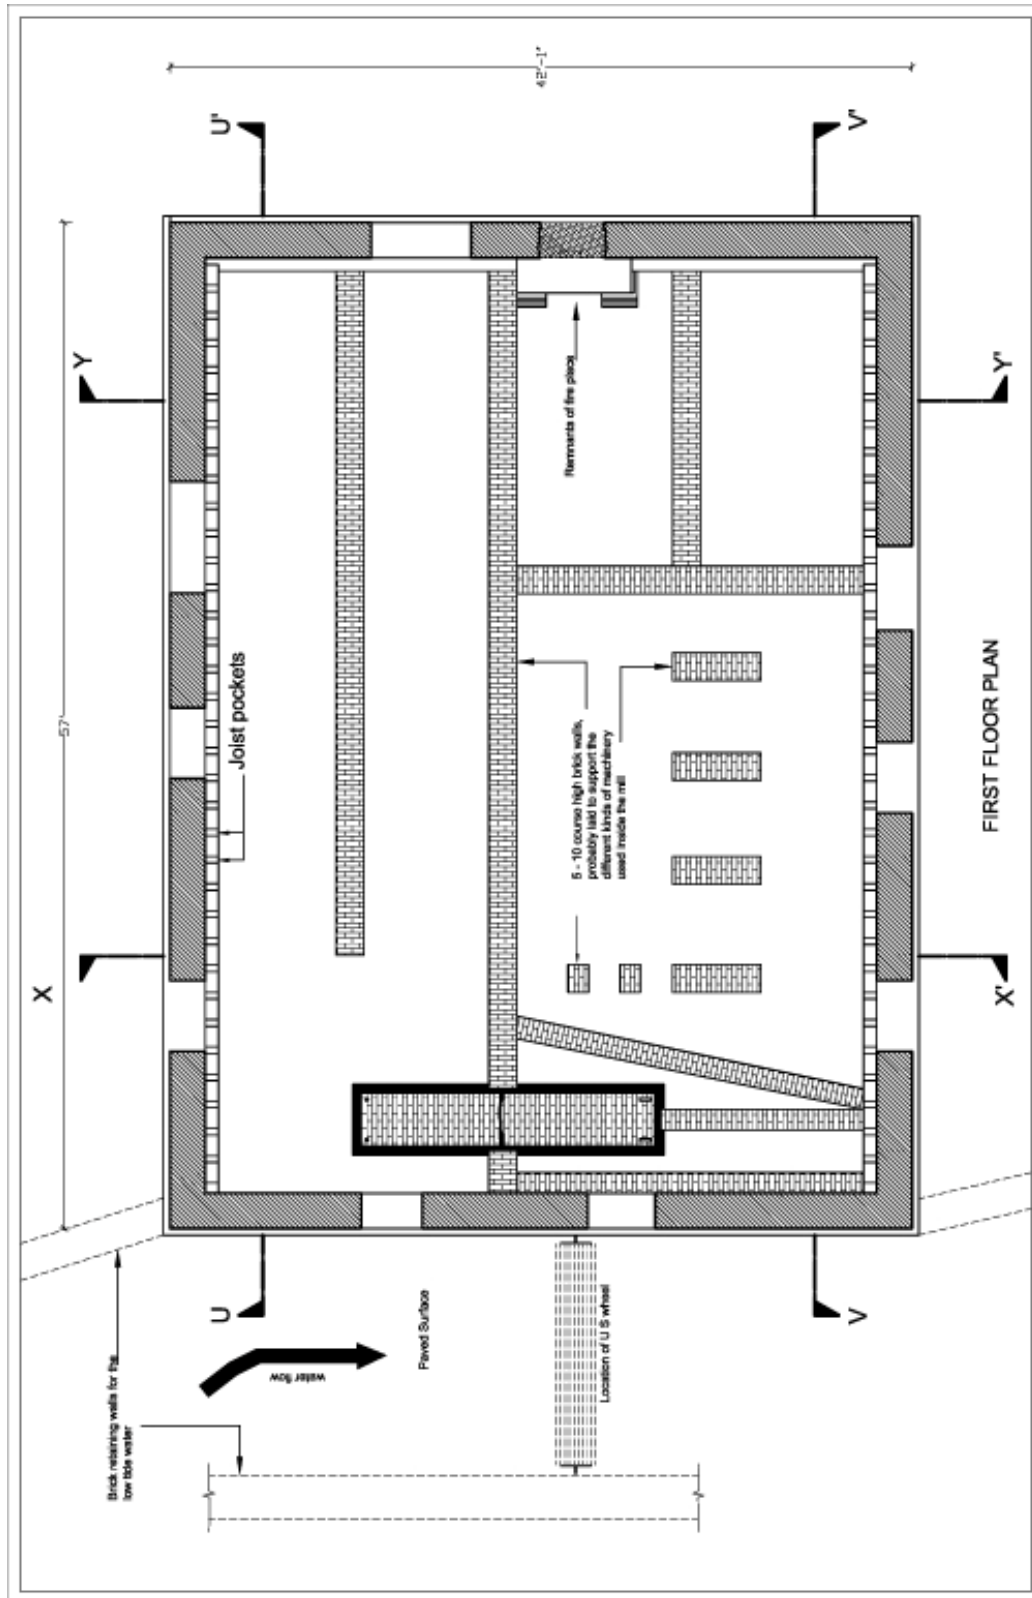 42'-1"
57'
U'
V'
Y
Y'
X
X'
U
V
Joist pockets
Remnants of fire place
5 - 10 course high brick walls,
probably laid to support the
different kinds of machinery
used inside the mill
FIRST FLOOR PLAN
Brick retaining walls for the
low tide water
water flow
Paved Surface
Location of U S wheel